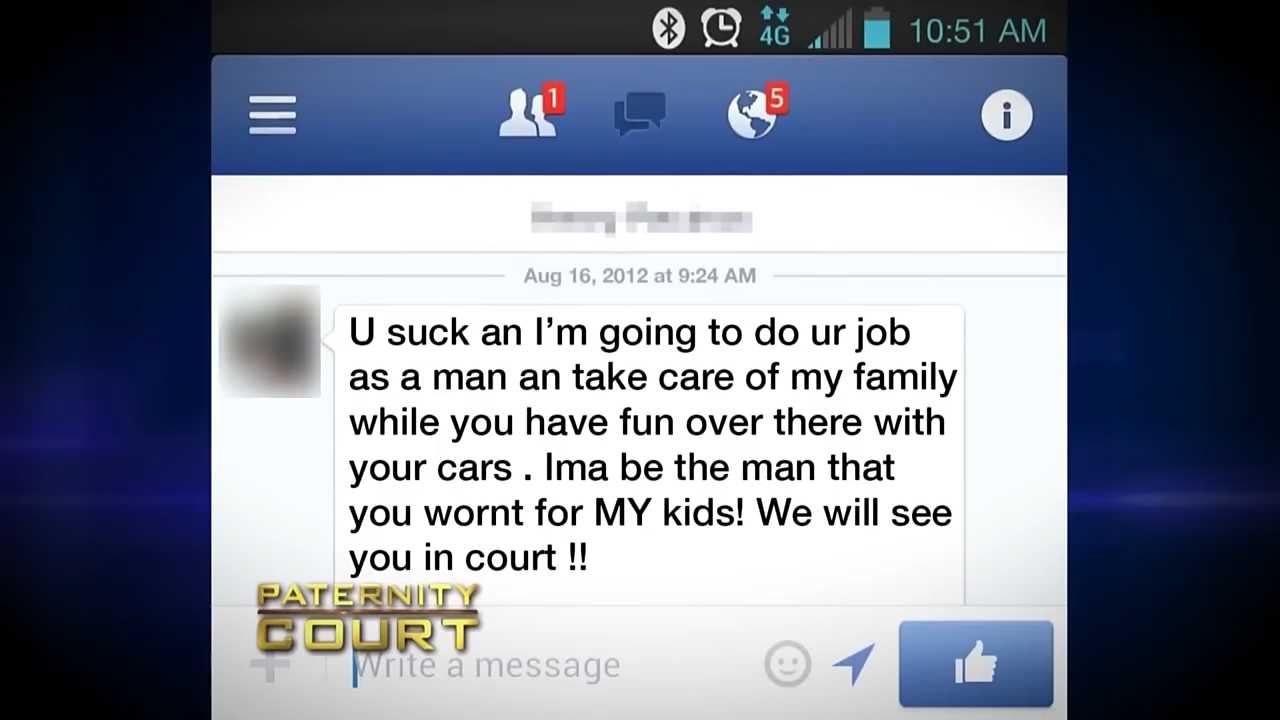 4G 10:51 AM
1
5
i
Aug 16, 2012 at 9:24 AM
U suck an I’m going to do ur job
as a man an take care of my family
while you have fun over there with
your cars . Ima be the man that
you wornt for MY kids! We will see
you in court !!
PATERNITY
COURT
Write a message